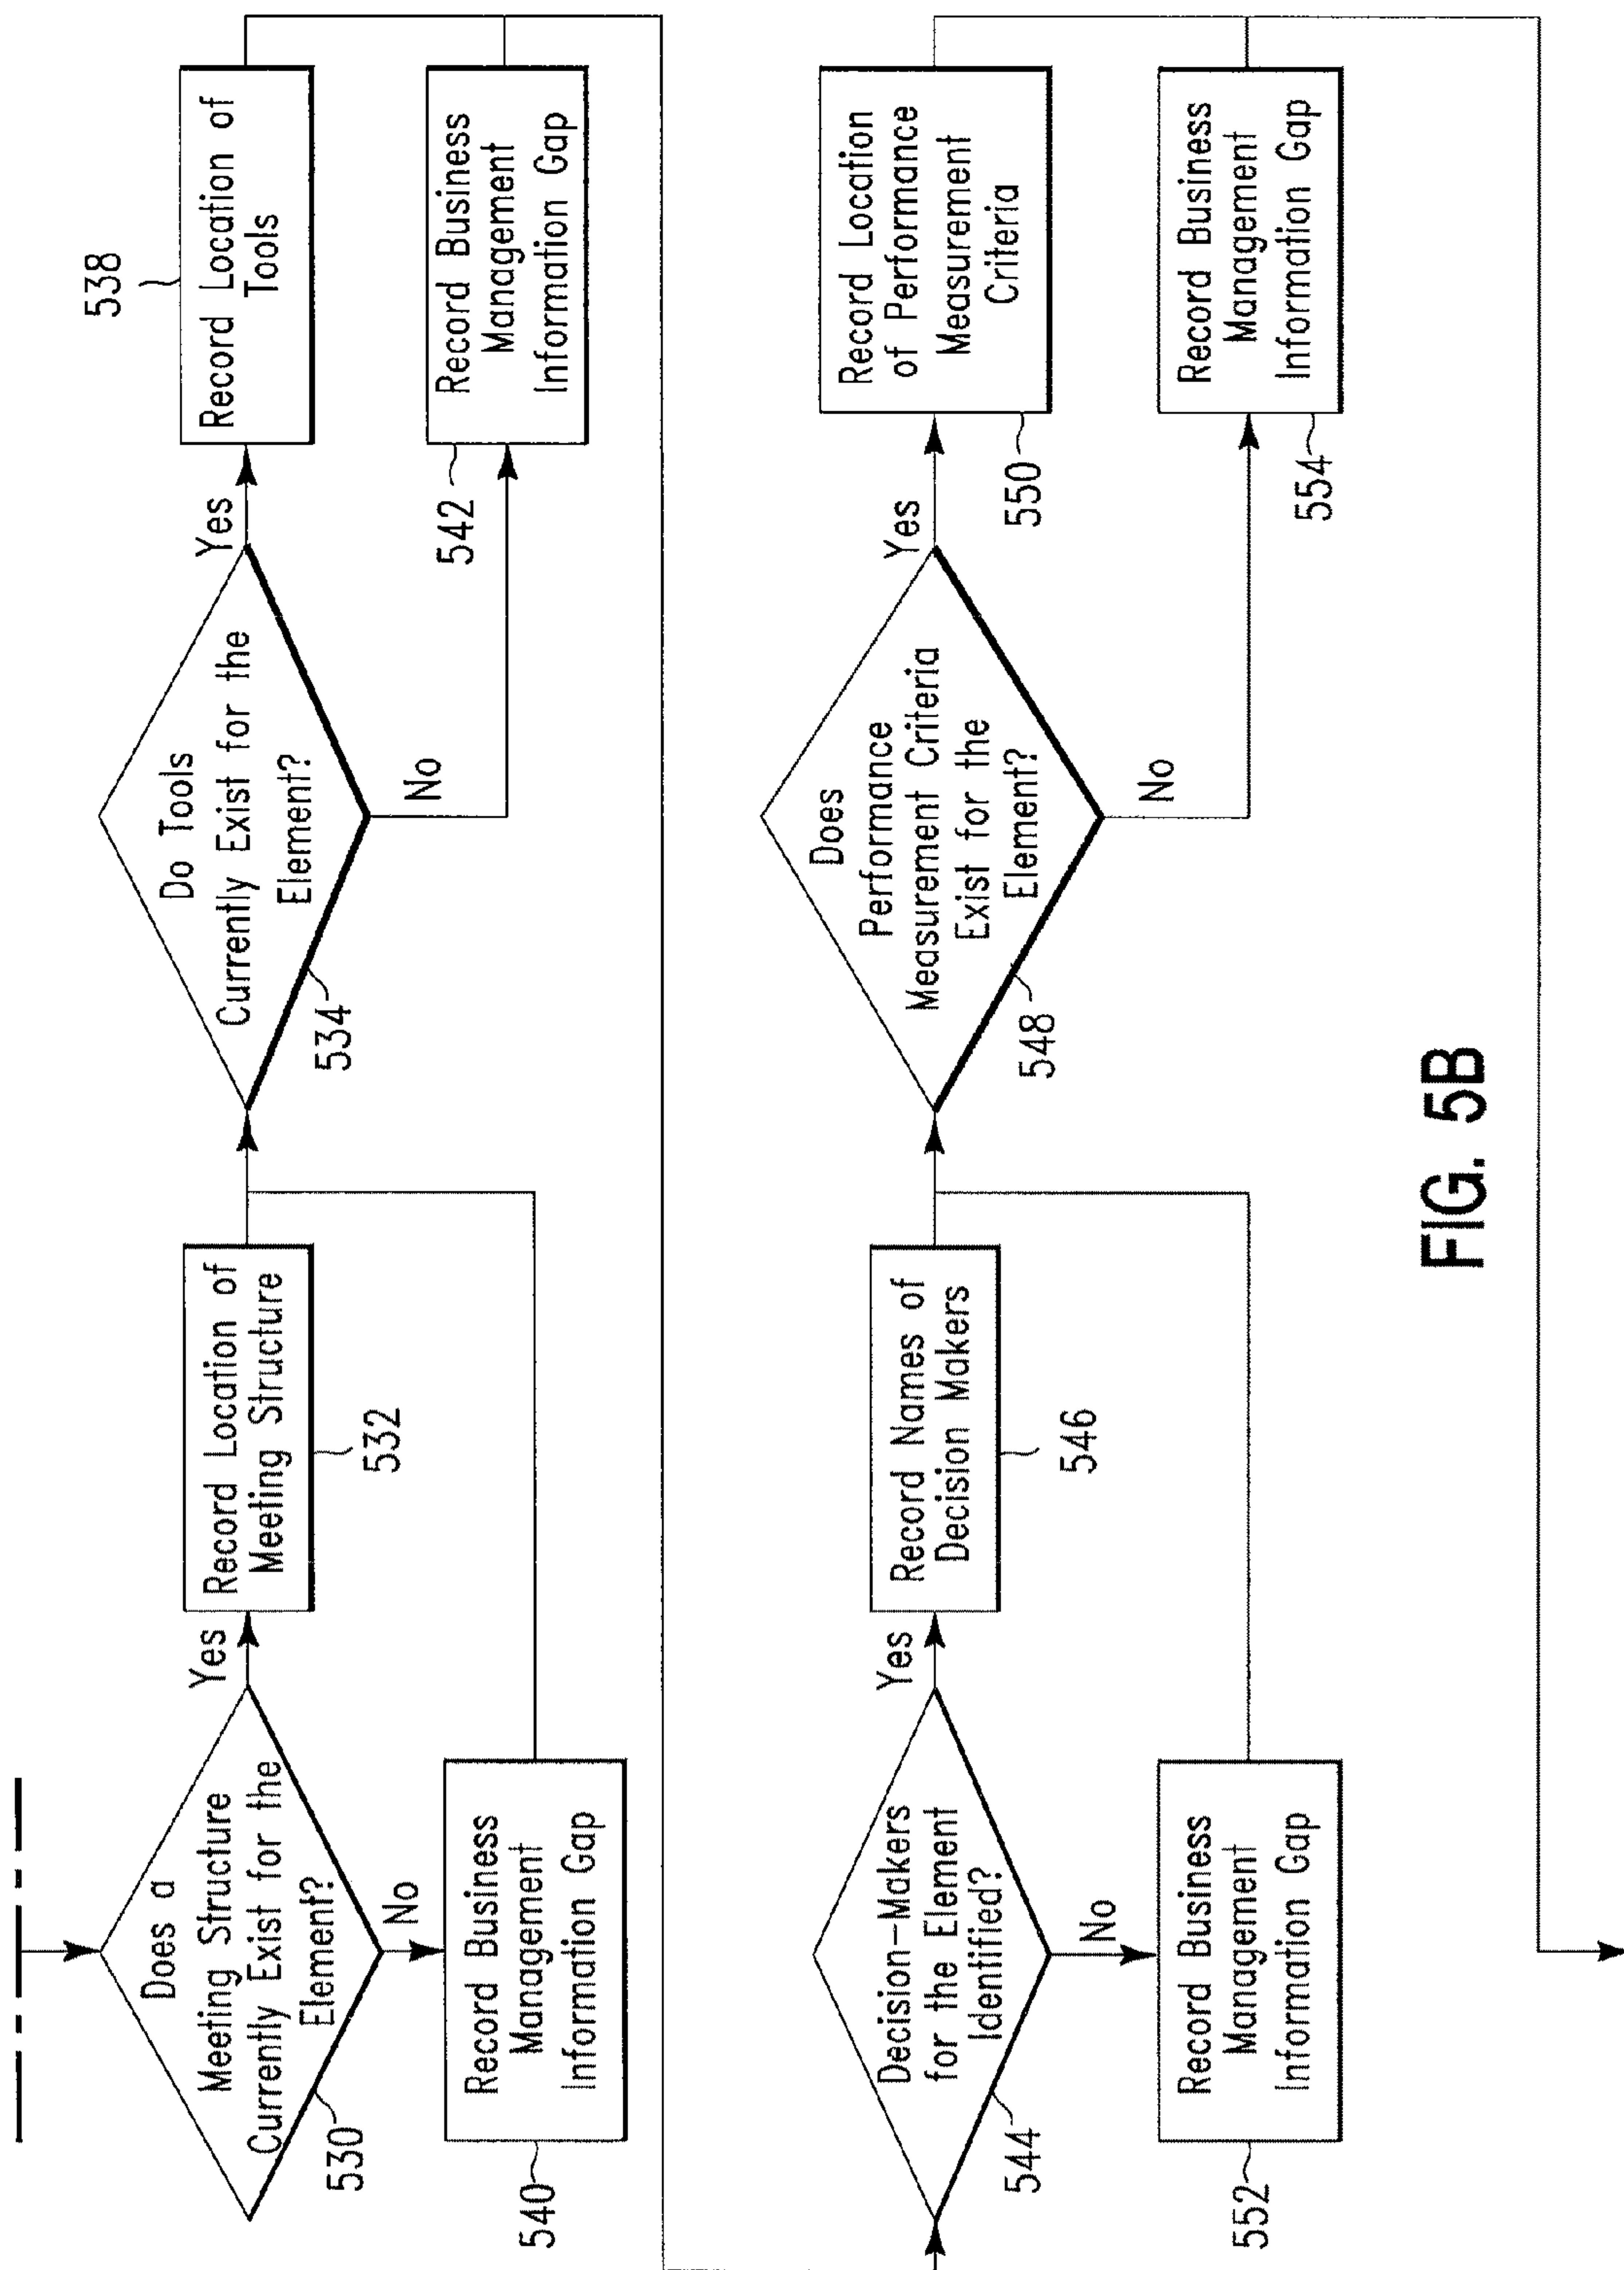 Does a
Meeting Structure
Currently Exist for the
Element?
530
Yes
No
Record Location of
Meeting Structure
532
Record Business
Management
Information Gap
540
Do Tools
Currently Exist for the
Element?
534
Yes
No
Record Location of
Tools
538
Record Business
Management
Information Gap
542
Decision-Makers
for the Element
Identified?
544
Yes
No
Record Names of
Decision Makers
546
Record Business
Management
Information Gap
552
Does
Performance
Measurement Criteria
Exist for the
Element?
548
Yes
No
Record Location
of Performance
Measurement
Criteria
550
Record Business
Management
Information Gap
554
FIG. 5B